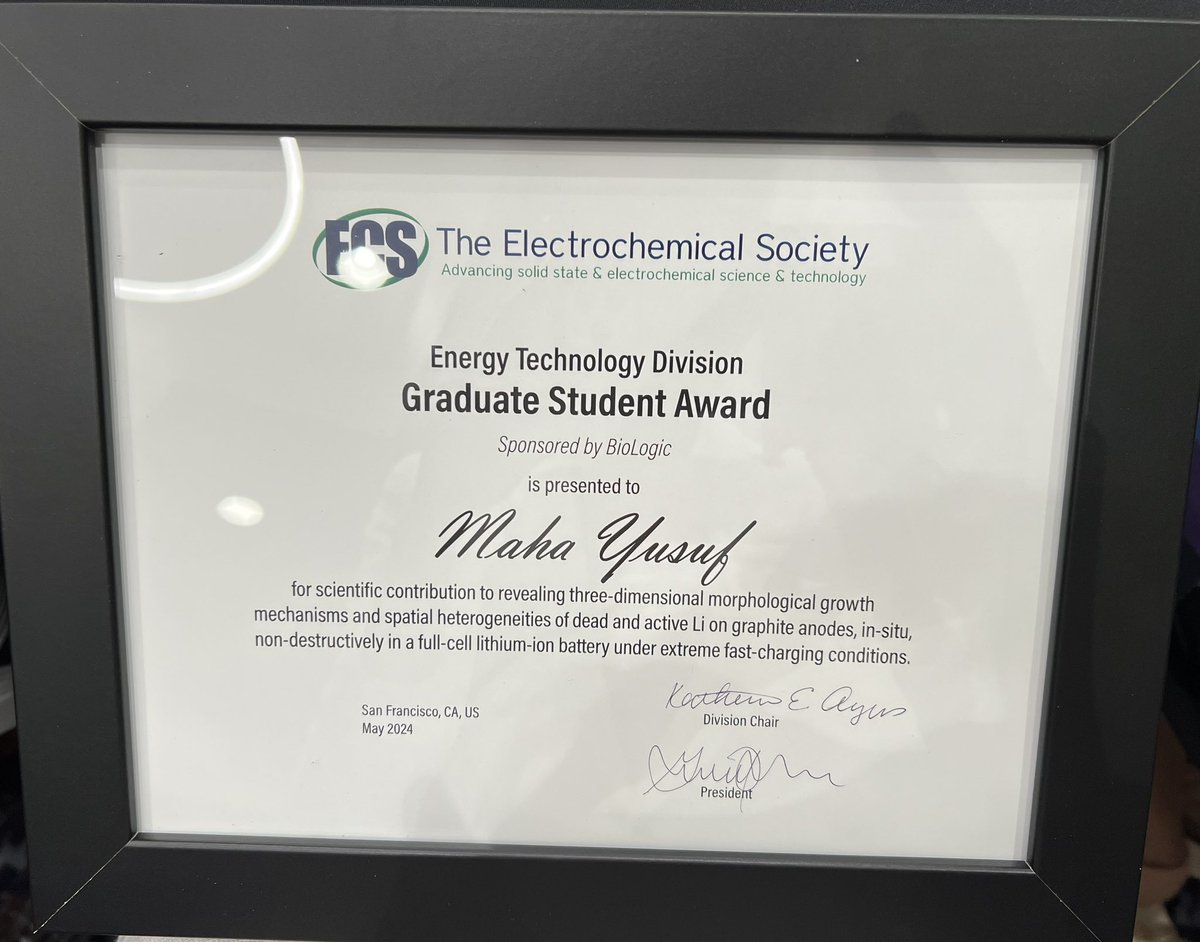 ECS The Electrochemical Society
Advancing solid state & electrochemical science & technology
Energy Technology Division
Graduate Student Award
Sponsored by BioLogic
is presented to
Maha Yusuf
for scientific contribution to revealing three-dimensional morphological growth
mechanisms and spatial heterogeneities of dead and active Li on graphite anodes, in-situ,
non-destructively in a full-cell lithium-ion battery under extreme fast-charging conditions.
San Francisco, CA, US
May 2024
E Ayers
Division Chair
President